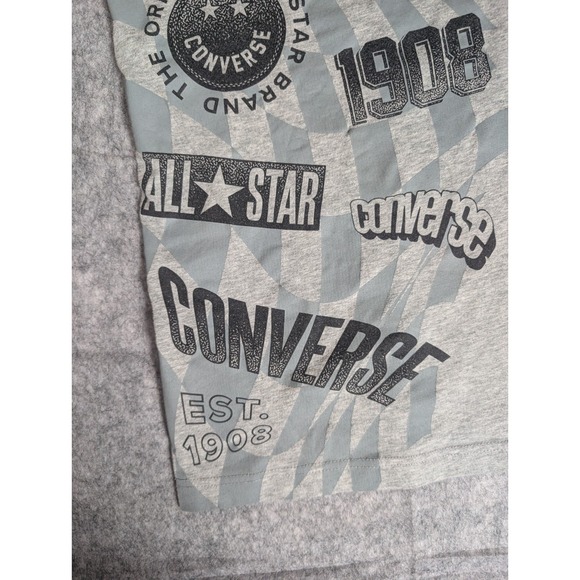 STAR BRAND THE ORI
CONVERSE
1908
ALL★STAR
converse
CONVERSE
EST.
1908